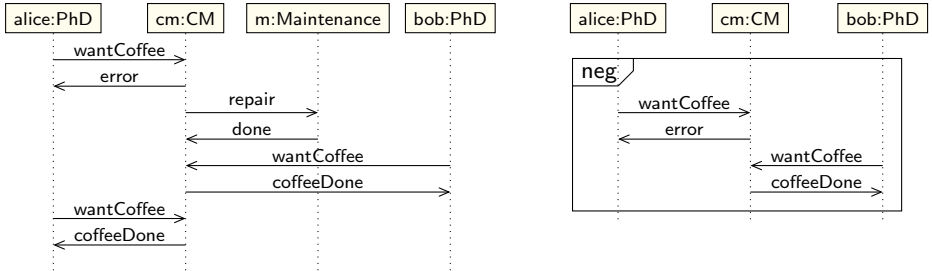 alice:PhD cm:CM m:Maintenance bob:PhD
wantCoffee
error
repair
done
wantCoffee
coffeeDone
wantCoffee
coffeeDone
alice:PhD cm:CM bob:PhD
neg
wantCoffee
error
wantCoffee
coffeeDone